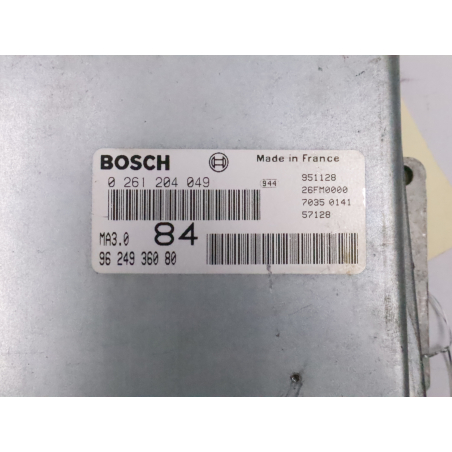 BOSCH Made in France
0 261 204 049 944 951128
26FM0000
7035 0141
57128
MA3.0 84
96 249 360 80